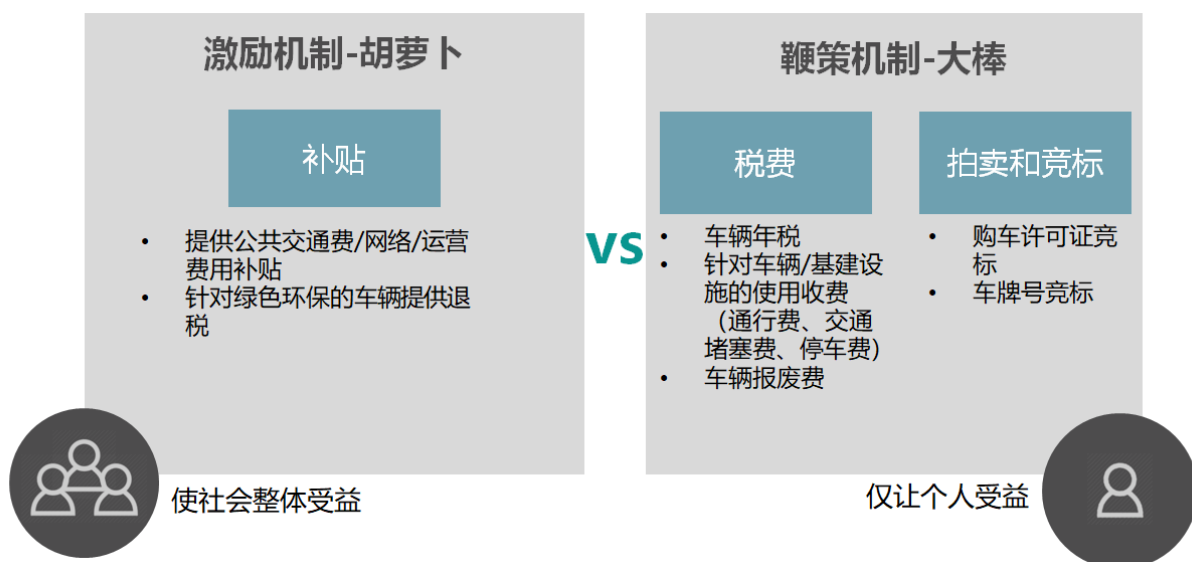 激励机制-胡萝卜
补贴
• 提供公共交通费/网络/运营
费用补贴
• 针对绿色环保的车辆提供退
税
使社会整体受益
VS
鞭策机制-大棒
税费
• 车辆年税
• 针对车辆/基建设
施的使用收费
（通行费、交通
堵塞费、停车费）
• 车辆报废费
拍卖和竞标
• 购车许可证竞
标
• 车牌号竞标
仅让个人受益